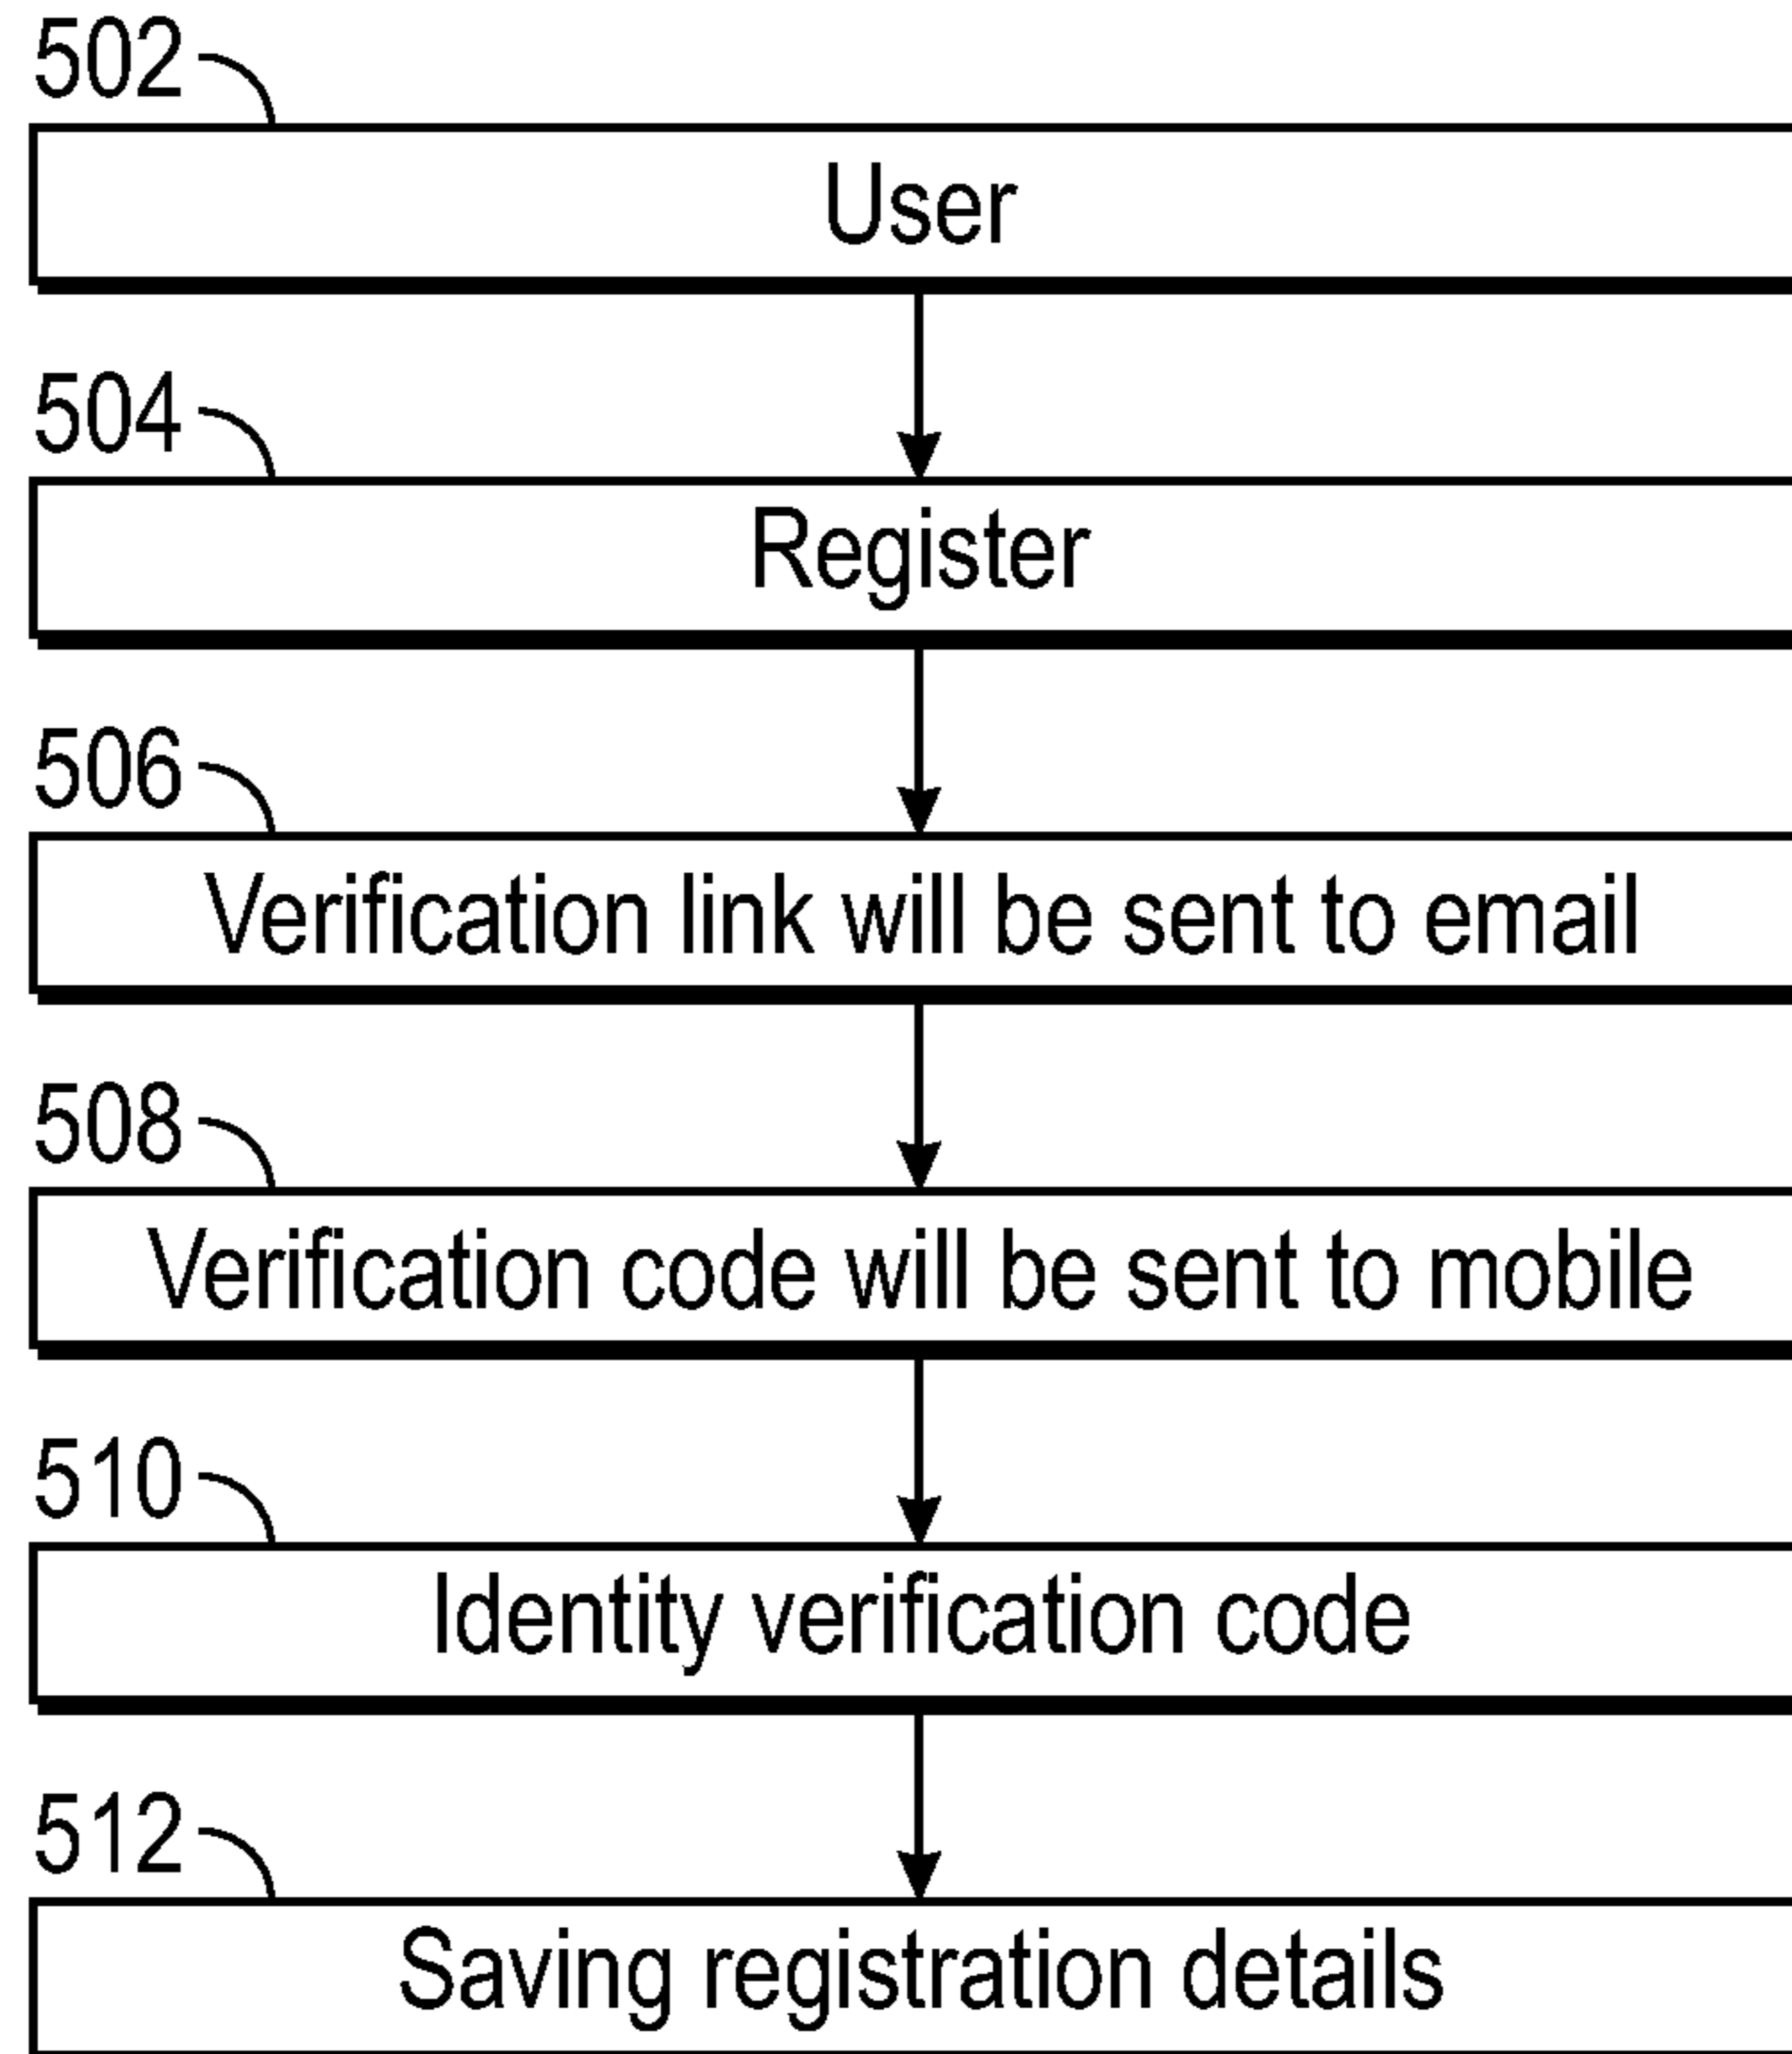 502
User
504
Register
506
Verification link will be sent to email
508
Verification code will be sent to mobile
510
Identity verification code
512
Saving registration details